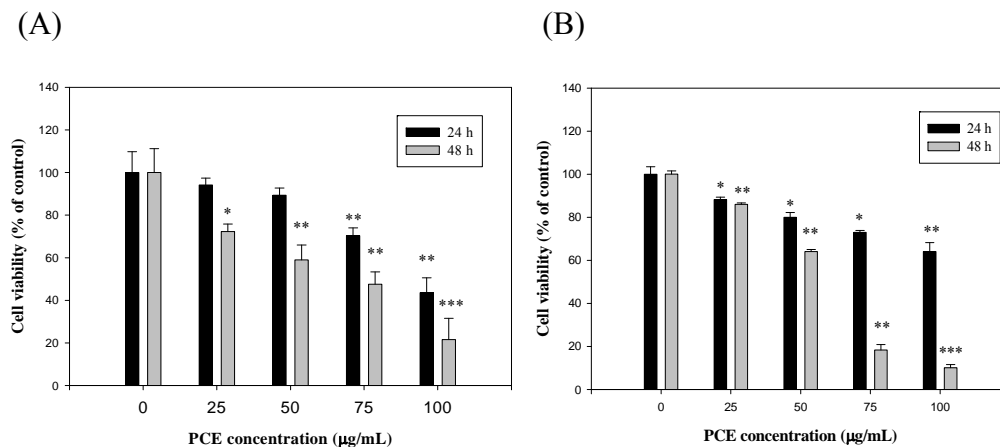 (A)
140
120
100
80
60
40
20
0
Cell viability (% of control)
24 h
48 h
*
**
**
**
**
***
0 25 50 75 100
PCE concentration (µg/mL)
(B)
140
120
100
80
60
40
20
0
Cell viability (% of control)
24 h
48 h
* **
*
**
*
**
**
***
0 25 50 75 100
PCE concentration (µg/mL)